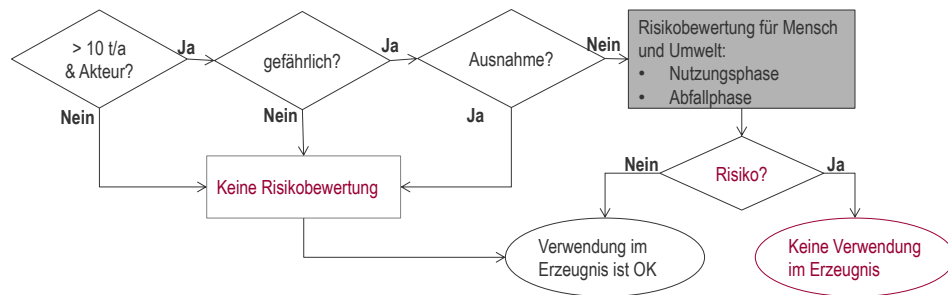 > 10 t/a
& Akteur?
Ja
gefährlich?
Ja
Ausnahme?
Nein
Risikobewertung für Mensch
und Umwelt:
• Nutzungsphase
• Abfallphase
Nein
Nein
Ja
Keine Risikobewertung
Nein
Risiko?
Ja
Verwendung im
Erzeugnis ist OK
Keine Verwendung
im Erzeugnis